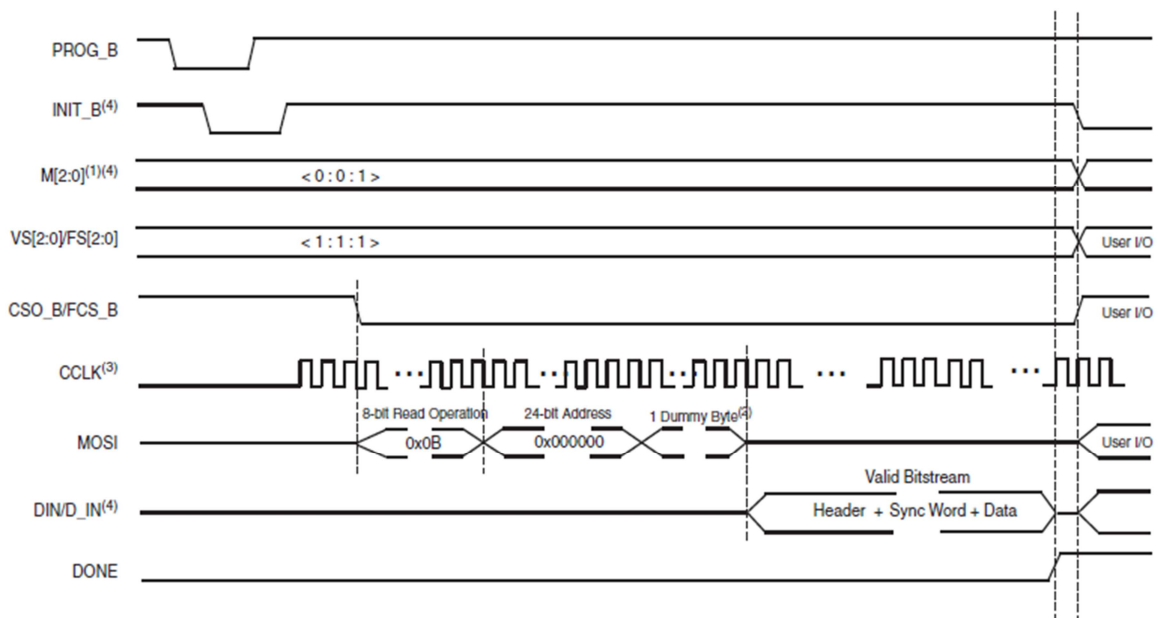 PROG_B
INIT_B(4)
M[2:0](1)(4)
<0:0:1>
VS[2:0]/FS[2:0]
<1:1:1>
User I/O
CSO_B/FCS_B
User I/O
CCLK(3)
... ... ... ... ...
8-bit Read Operation 24-bit Address 1 Dummy Byte(2)
MOSI 0x0B 0x000000 User I/O
Valid Bitstream
DIN/D_IN(4) Header + Sync Word + Data
DONE